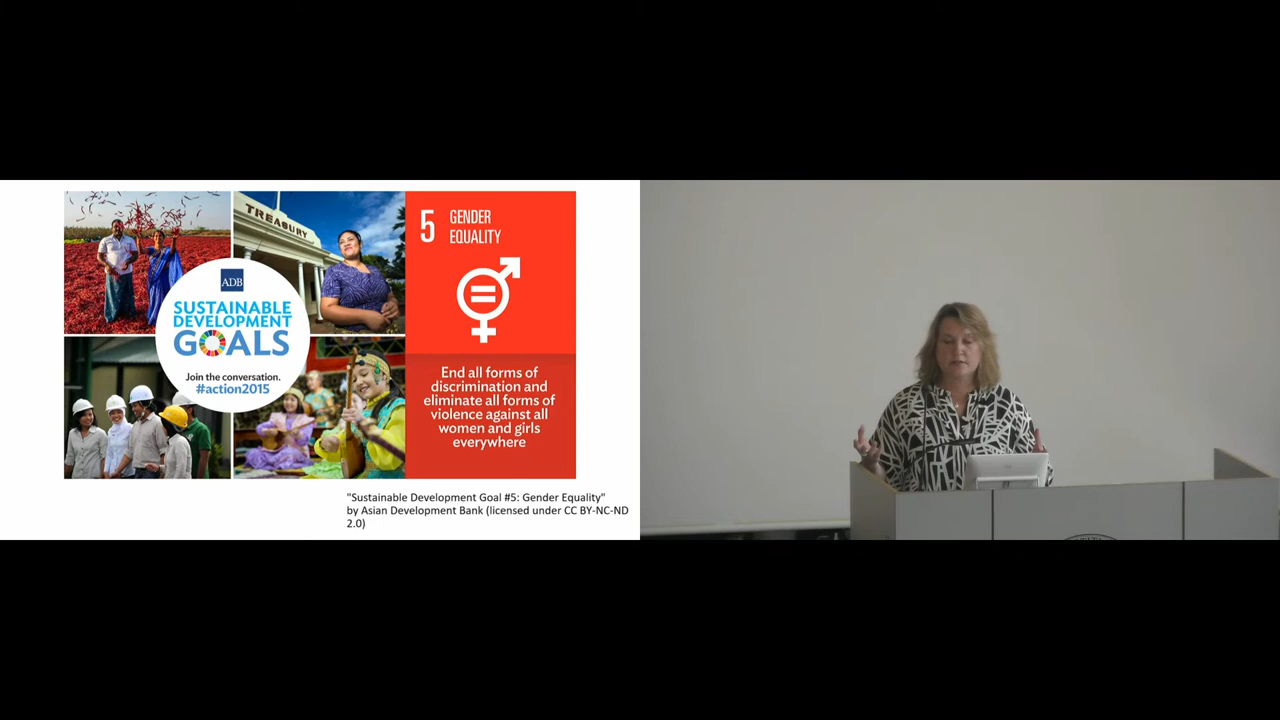 TREASURY
ADB
SUSTAINABLE
DEVELOPMENT
GOALS
Join the conversation.
#action2015
5 GENDER
EQUALITY
End all forms of
discrimination and
eliminate all forms of
violence against all
women and girls
everywhere
"Sustainable Development Goal #5: Gender Equality"
by Asian Development Bank (licensed under CC BY-NC-ND
2.0)